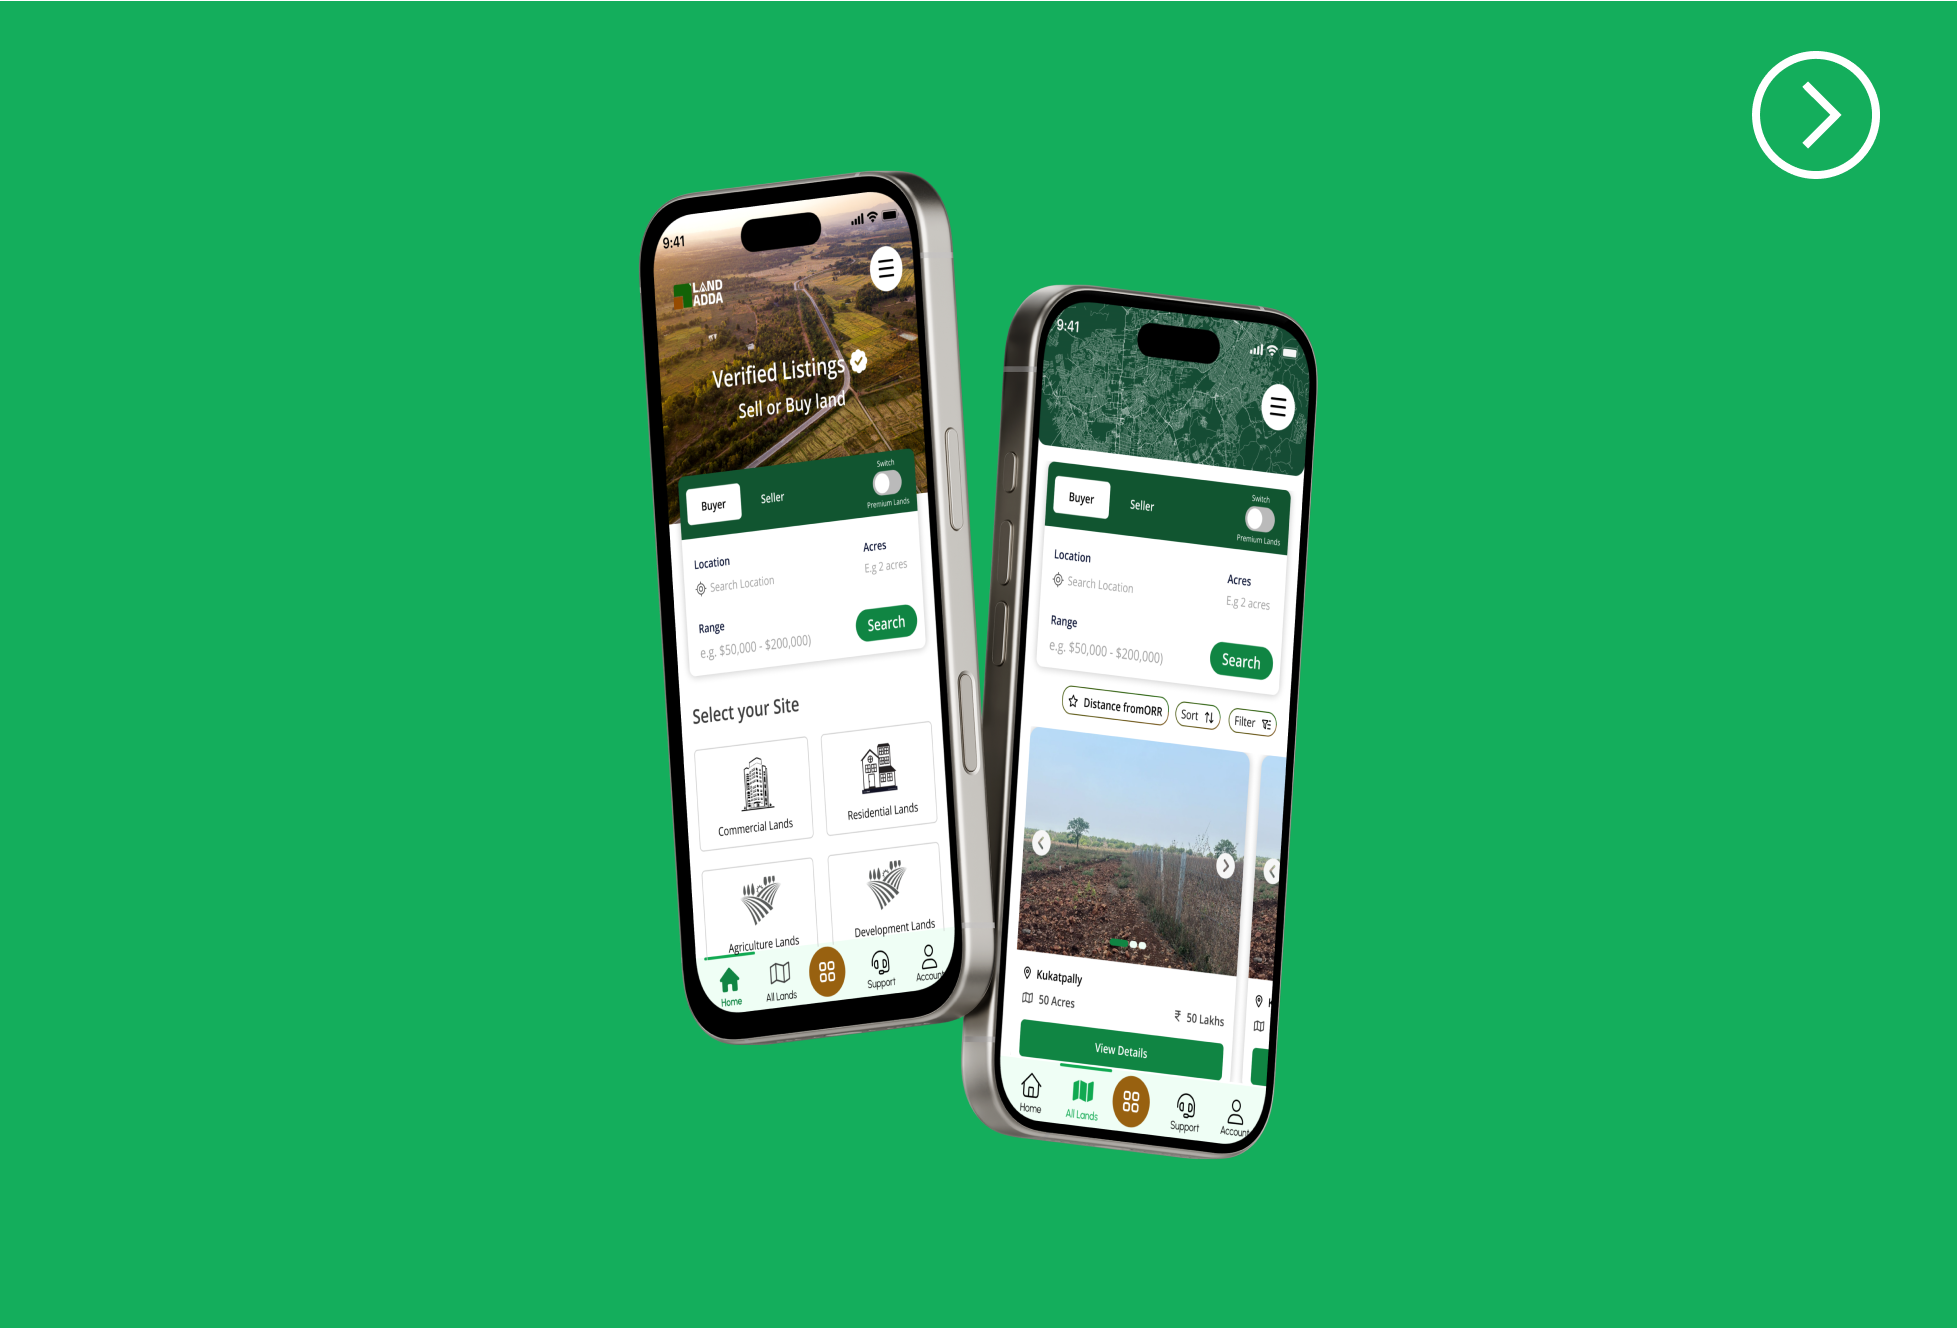 9:41
LAND
ADDA
Verified Listings
Sell or Buy land
Buyer
Seller
Switch
Premium Lands
Location
Acres
Search Location
E.g 2 acres
Range
e.g. $50,000 - $200,000)
Search
Select your Site
Commercial Lands
Residential Lands
Agriculture Lands
Development Lands
Home
All Lands
Support
Account
9:41
Buyer
Seller
Switch
Premium Lands
Location
Acres
Search Location
E.g 2 acres
Range
e.g. $50,000 - $200,000)
Search
Distance fromORR
Sort
Filter
Kukatpally
50 Acres
₹ 50 Lakhs
View Details
Home
All Lands
Support
Account